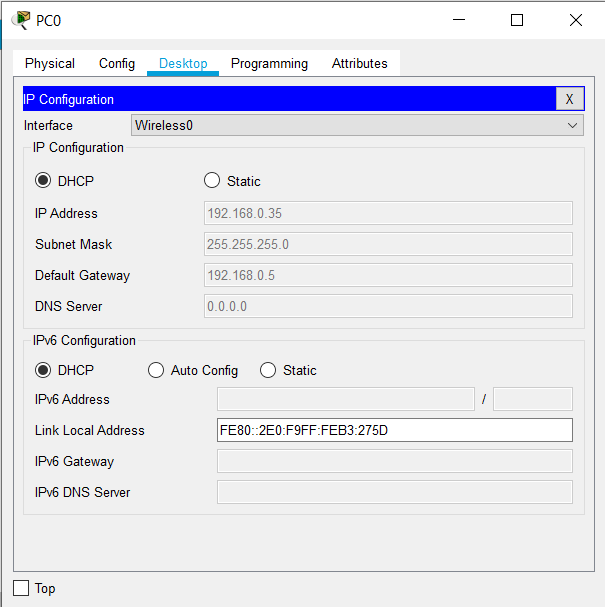 PC0
Physical Config Desktop Programming Attributes
IP Configuration X
Interface Wireless0
IP Configuration
DHCP Static
IP Address 192.168.0.35
Subnet Mask 255.255.255.0
Default Gateway 192.168.0.5
DNS Server 0.0.0.0
IPv6 Configuration
DHCP Auto Config Static
IPv6 Address /
Link Local Address FE80::2E0:F9FF:FEB3:275D
IPv6 Gateway
IPv6 DNS Server
Top